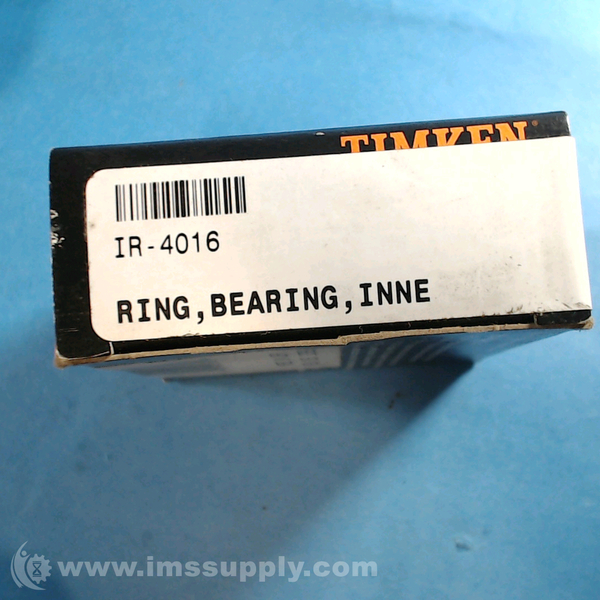 TIMKEN
IR-4016
RING,BEARING,INNE
www.imssupply.com